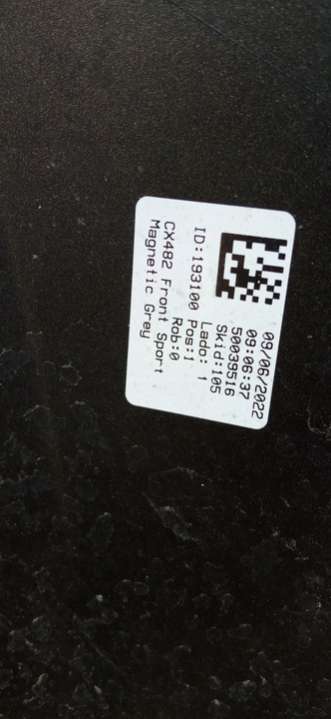 09/06/2022
09:06:37
50039516
Skid:105
Lado: 1
ID:193100 Pos:1
Rob:0
CX482 Front Sport
Magnetic Grey